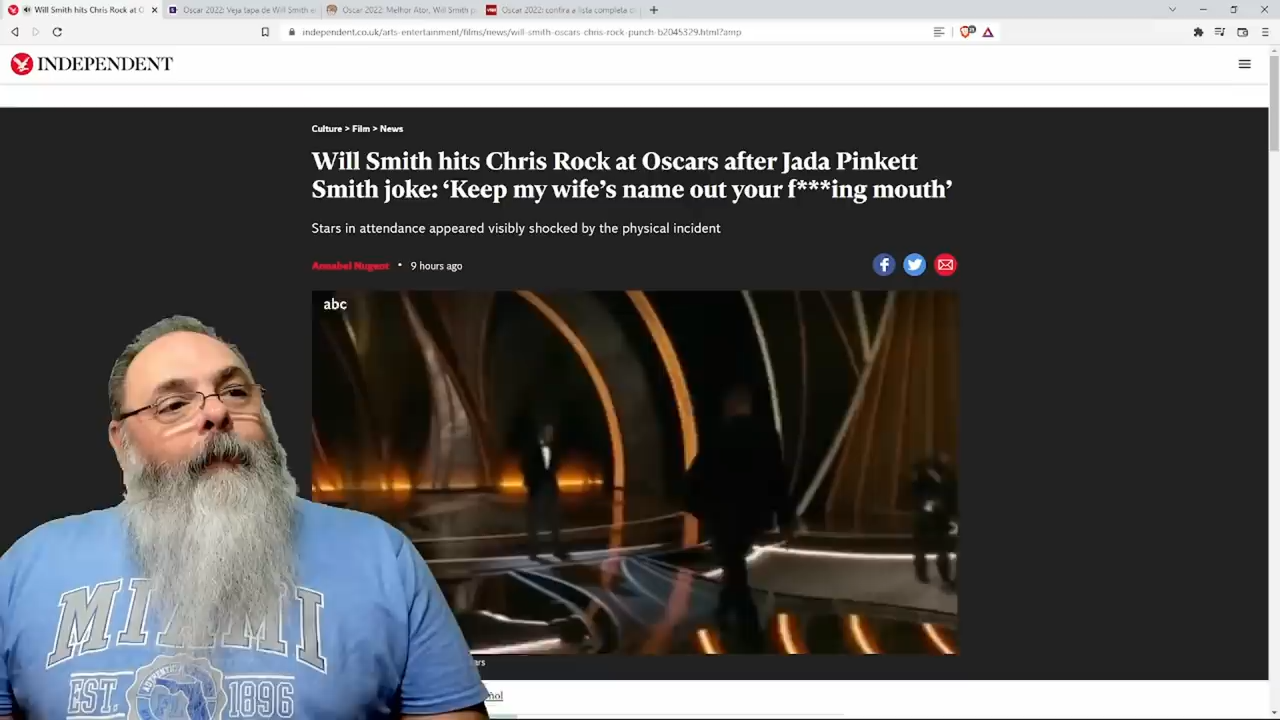 Will Smith hits Chris Rock at O
Oscar 2022: Veja tapa de Will Smith e
Oscar 2022: Melhor Ator, Will Smith p
Oscar 2022: confira a lista completa d
independent.co.uk/arts-entertainment/films/news/will-smith-oscars-chris-rock-punch-b2045329.html?amp
INDEPENDENT
Culture > Film > News
Will Smith hits Chris Rock at Oscars after Jada Pinkett
Smith joke: ‘Keep my wife’s name out your f***ing mouth’
Stars in attendance appeared visibly shocked by the physical incident
Annabel Nugent • 9 hours ago
abc
MIAMI
EST. 1896
ars
ñol